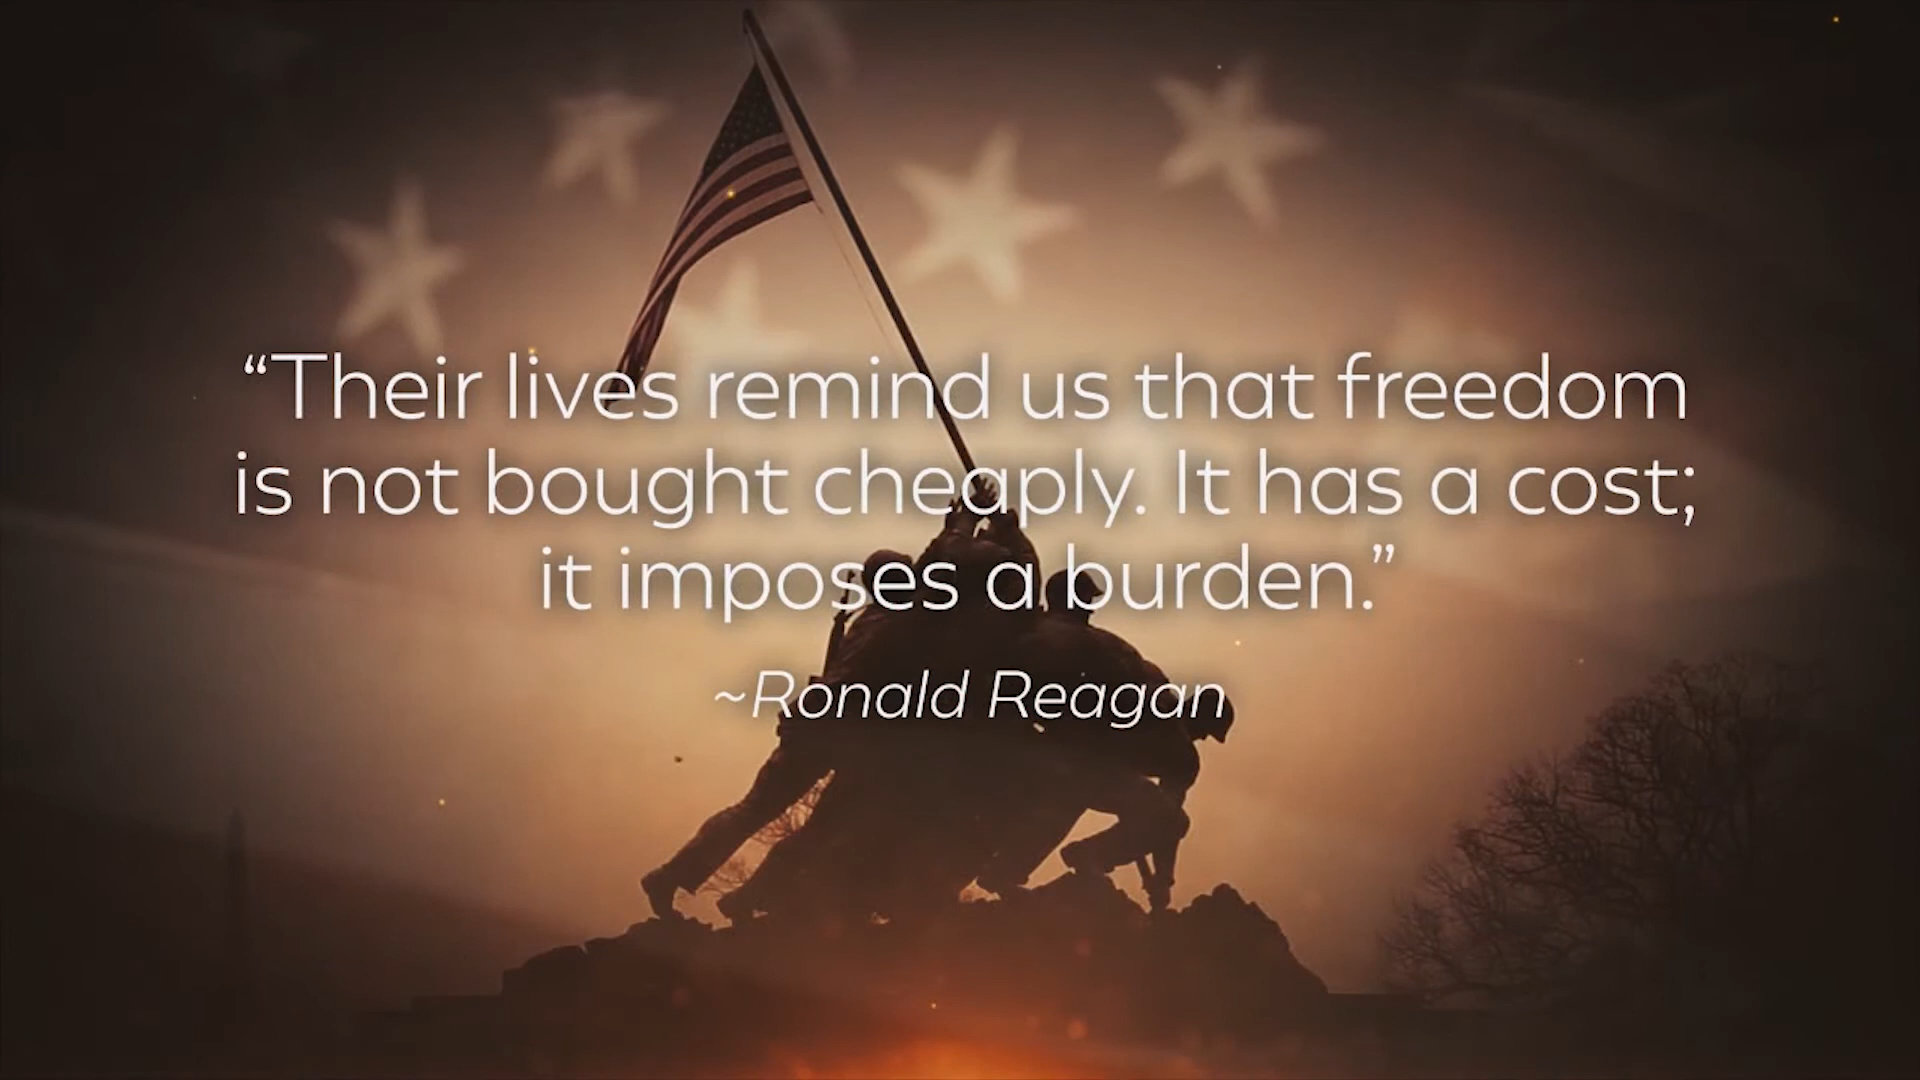 “Their lives remind us that freedom
is not bought cheaply. It has a cost;
it imposes a burden.”
~Ronald Reagan